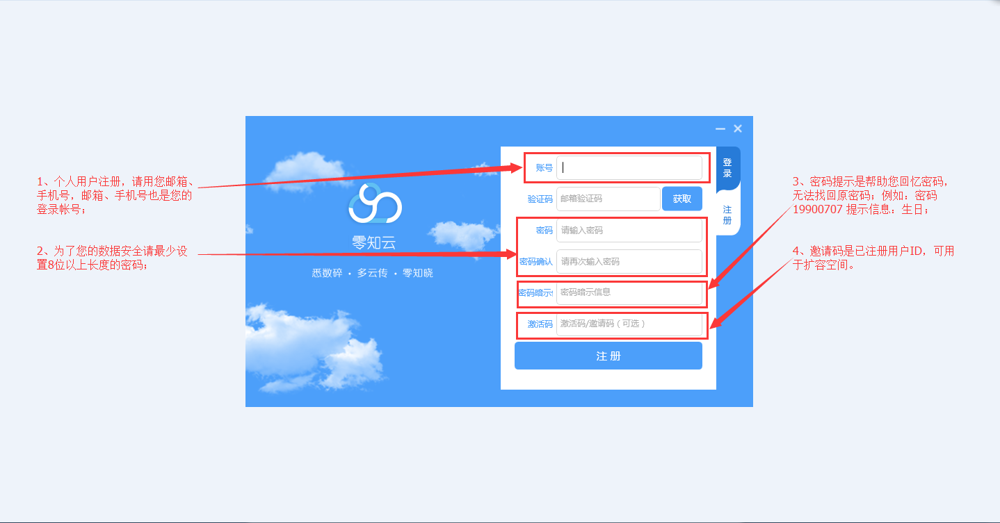 1、个人用户注册，请用您邮箱、
手机号，邮箱、手机号也是您的
登录帐号；
2、为了您的数据安全请最少设
置8位以上长度的密码；
零知云
悉数碎 · 多云传 · 零知晓
账号
验证码 邮箱验证码 获取
密码 请输入密码
密码确认 请再次输入密码
密码暗示 密码暗示信息
激活码 激活码/邀请码（可选）
注 册
登
录
注
册
3、密码提示是帮助您回忆密码，
无法找回原密码；例如：密码
19900707 提示信息：生日；
4、邀请码是已注册用户ID，可用
于扩容空间。